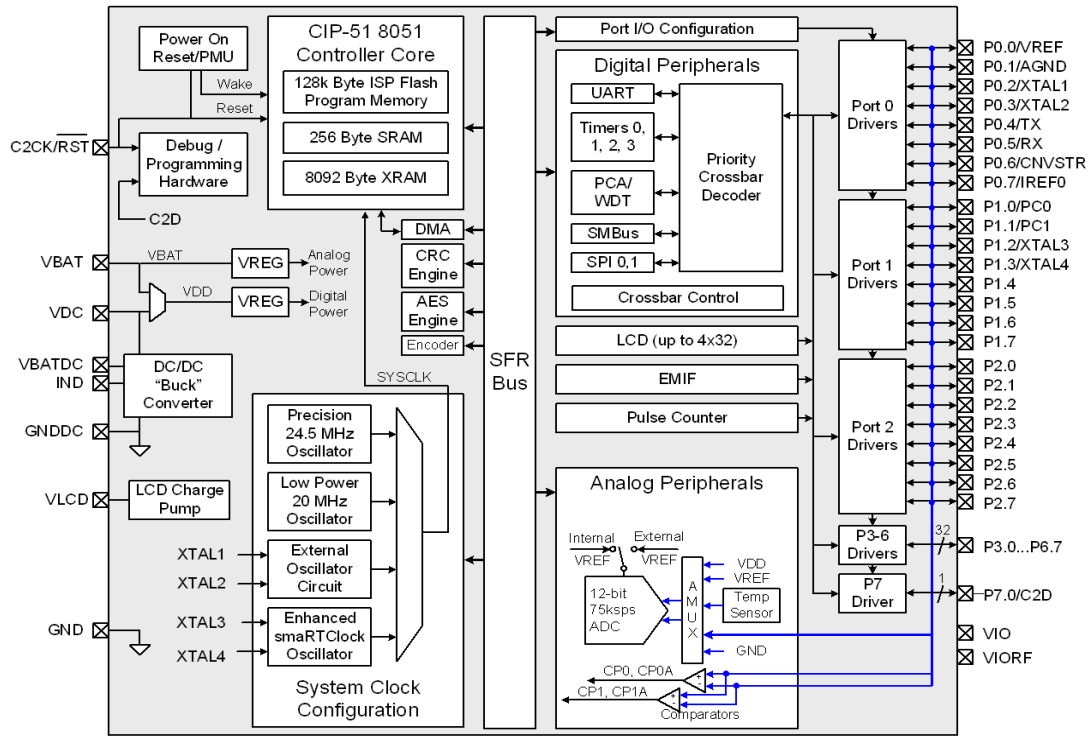 Power On
Reset/PMU
Wake
Reset
C2CK/RST
Debug /
Programming
Hardware
C2D
CIP-51 8051
Controller Core
128k Byte ISP Flash
Program Memory
256 Byte SRAM
8092 Byte XRAM
DMA
CRC
Engine
AES
Engine
Encoder
VBAT
VBAT
VREG
Analog
Power
VDC
VDD
VREG
Digital
Power
VBATDC
IND
DC/DC
“Buck”
Converter
GNDDC
VLCD
LCD Charge
Pump
SYSCLK
Precision
24.5 MHz
Oscillator
Low Power
20 MHz
Oscillator
XTAL1
XTAL2
External
Oscillator
Circuit
XTAL3
XTAL4
Enhanced
smaRTClock
Oscillator
GND
System Clock
Configuration
SFR
Bus
Port I/O Configuration
Digital Peripherals
UART
Timers 0,
1, 2, 3
PCA/
WDT
SMBus
SPI 0,1
Priority
Crossbar
Decoder
Crossbar Control
LCD (up to 4x32)
EMIF
Pulse Counter
Analog Peripherals
Internal
VREF
External
VREF
12-bit
75ksps
ADC
A
M
U
X
VDD
VREF
Temp
Sensor
GND
CP0, CP0A
CP1, CP1A
+
-
+
-
Comparators
Port 0
Drivers
Port 1
Drivers
Port 2
Drivers
P3-6
Drivers
P7
Driver
32
1
P0.0/VREF
P0.1/AGND
P0.2/XTAL1
P0.3/XTAL2
P0.4/TX
P0.5/RX
P0.6/CNVSTR
P0.7/IREF0
P1.0/PC0
P1.1/PC1
P1.2/XTAL3
P1.3/XTAL4
P1.4
P1.5
P1.6
P1.7
P2.0
P2.1
P2.2
P2.3
P2.4
P2.5
P2.6
P2.7
P3.0...P6.7
P7.0/C2D
VIO
VIORF